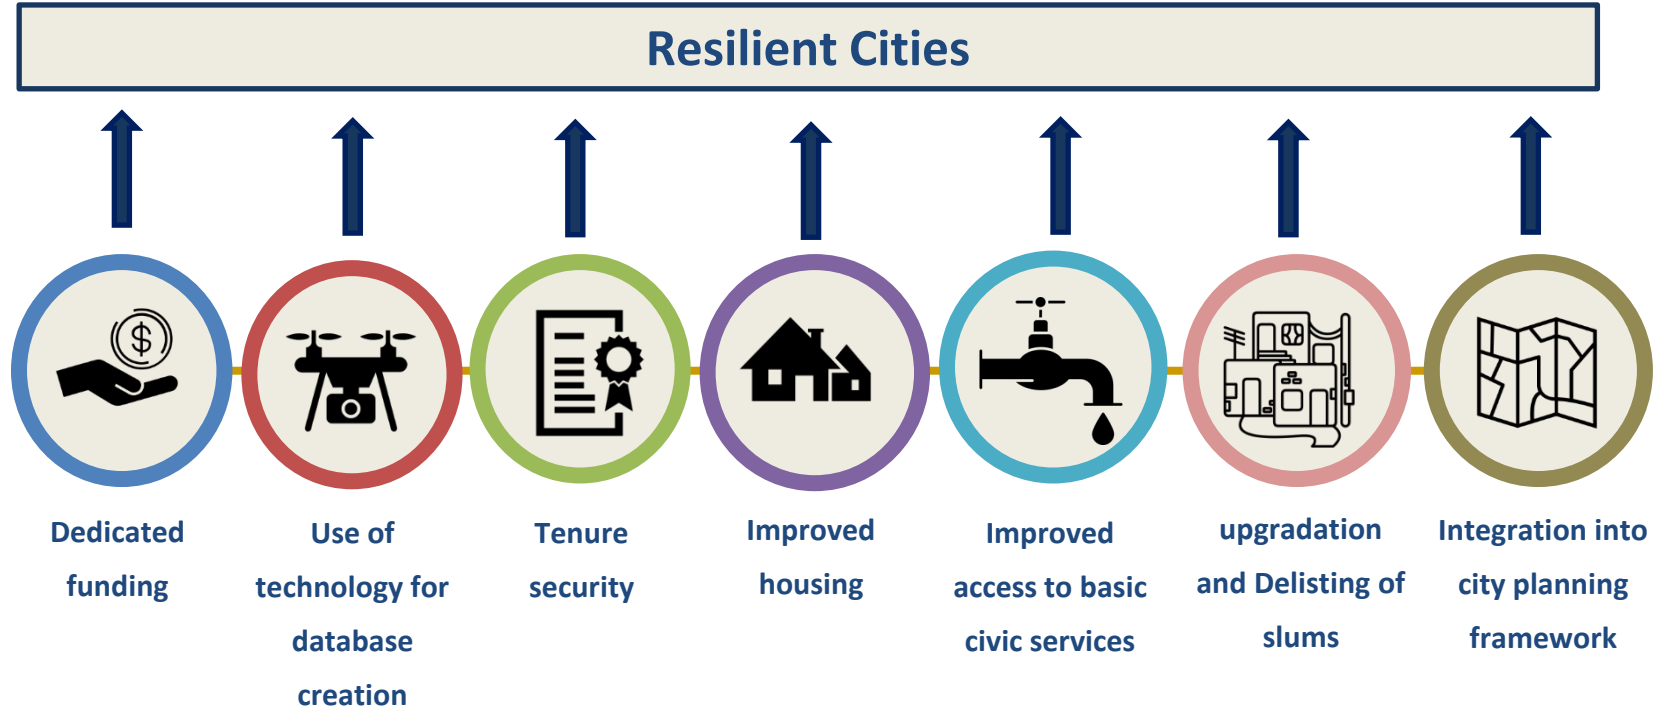 Resilient Cities
Dedicated
funding
Use of
technology for
database
creation
Tenure
security
Improved
housing
Improved
access to basic
civic services
upgradation
and Delisting of
slums
Integration into
city planning
framework